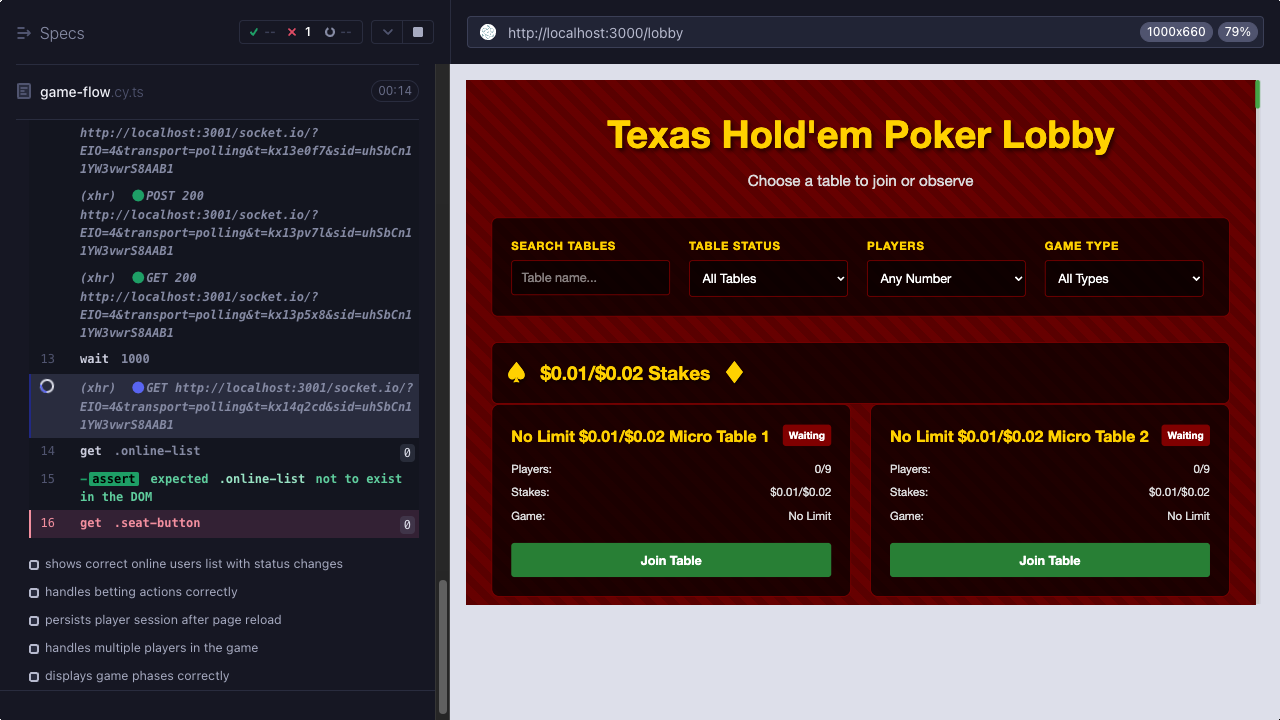 Specs
-- 1 --
game-flow.cy.ts 00:14
http://localhost:3001/socket.io/?
EIO=4&transport=polling&t=kx13e0f7&sid=uhSbCn1
1YW3vwrS8AAB1
(xhr) POST 200
http://localhost:3001/socket.io/?
EIO=4&transport=polling&t=kx13pv7l&sid=uhSbCn1
1YW3vwrS8AAB1
(xhr) GET 200
http://localhost:3001/socket.io/?
EIO=4&transport=polling&t=kx13p5x8&sid=uhSbCn1
1YW3vwrS8AAB1
13 wait 1000
(xhr) GET http://localhost:3001/socket.io/?
EIO=4&transport=polling&t=kx14q2cd&sid=uhSbCn1
1YW3vwrS8AAB1
14 get .online-list 0
15 -assert expected .online-list not to exist
in the DOM
16 get .seat-button 0
shows correct online users list with status changes
handles betting actions correctly
persists player session after page reload
handles multiple players in the game
displays game phases correctly
http://localhost:3000/lobby 1000x660 79%
Texas Hold'em Poker Lobby
Choose a table to join or observe
SEARCH TABLES TABLE STATUS PLAYERS GAME TYPE
Table name... All Tables Any Number All Types
♠ $0.01/$0.02 Stakes ♦
No Limit $0.01/$0.02 Micro Table 1 Waiting
Players: 0/9
Stakes: $0.01/$0.02
Game: No Limit
Join Table
No Limit $0.01/$0.02 Micro Table 2 Waiting
Players: 0/9
Stakes: $0.01/$0.02
Game: No Limit
Join Table